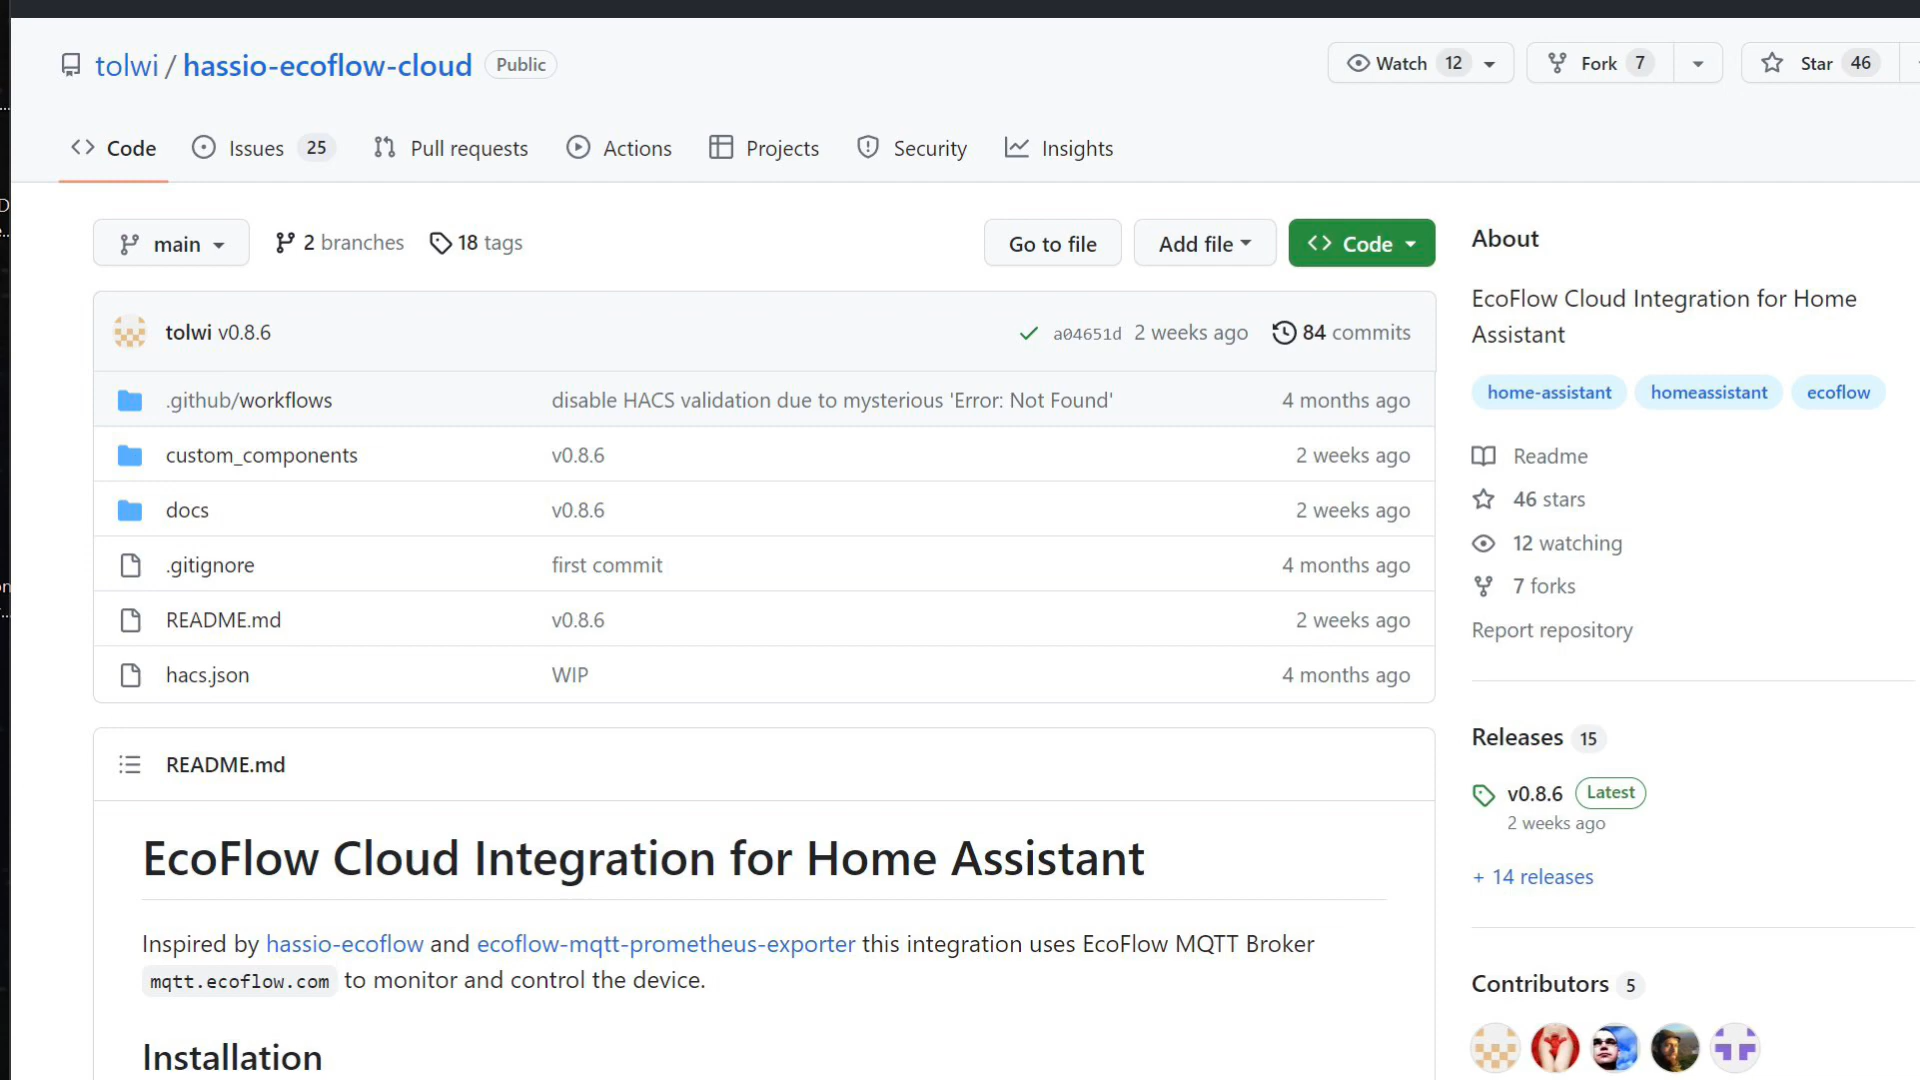 tolwi / hassio-ecoflow-cloud Public
Watch 12 Fork 7 Star 46
Code Issues 25 Pull requests Actions Projects Security Insights
main 2 branches 18 tags Go to file Add file Code
tolwi v0.8.6 a04651d 2 weeks ago 84 commits
.github/workflows disable HACS validation due to mysterious 'Error: Not Found' 4 months ago
custom_components v0.8.6 2 weeks ago
docs v0.8.6 2 weeks ago
.gitignore first commit 4 months ago
README.md v0.8.6 2 weeks ago
hacs.json WIP 4 months ago
README.md
EcoFlow Cloud Integration for Home Assistant
Inspired by hassio-ecoflow and ecoflow-mqtt-prometheus-exporter this integration uses EcoFlow MQTT Broker
mqtt.ecoflow.com to monitor and control the device.
Installation
About
EcoFlow Cloud Integration for Home
Assistant
home-assistant homeassistant ecoflow
Readme
46 stars
12 watching
7 forks
Report repository
Releases 15
v0.8.6 Latest
2 weeks ago
+ 14 releases
Contributors 5